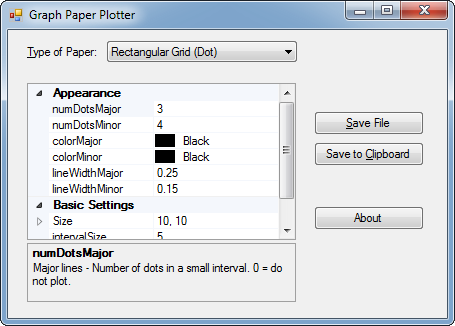 Graph Paper Plotter
Type of Paper: Rectangular Grid (Dot)
Appearance
numDotsMajor 3
numDotsMinor 4
colorMajor Black
colorMinor Black
lineWidthMajor 0.25
lineWidthMinor 0.15
Basic Settings
Size 10, 10
intervalSize 5
numDotsMajor
Major lines - Number of dots in a small interval. 0 = do
not plot.
Save File
Save to Clipboard
About